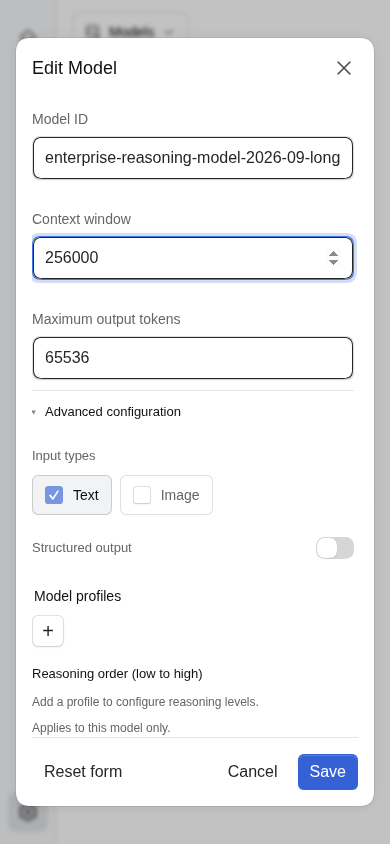 Models
Edit Model
Model ID
enterprise-reasoning-model-2026-09-long
Context window
256000
Maximum output tokens
65536
Advanced configuration
Input types
Text
Image
Structured output
Model profiles
+
Reasoning order (low to high)
Add a profile to configure reasoning levels.
Applies to this model only.
Reset form
Cancel
Save